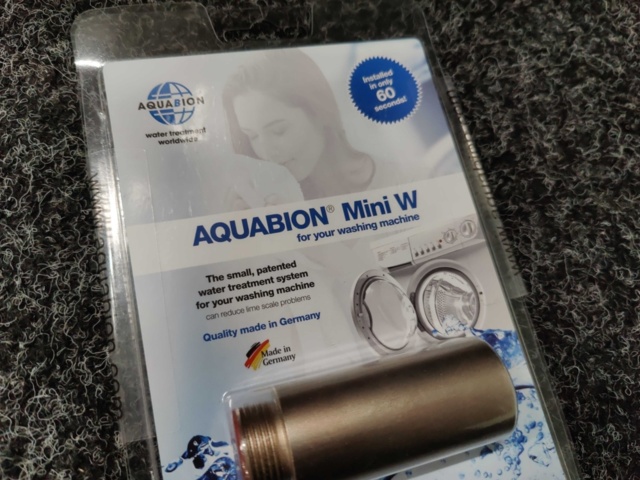 AQUABION
water treatment
worldwide
Installed
in only
60
seconds!
AQUABION® Mini W
for your washing machine
The small, patented
water treatment system
for your washing machine
can reduce lime scale problems
Quality made in Germany
Made in
Germany